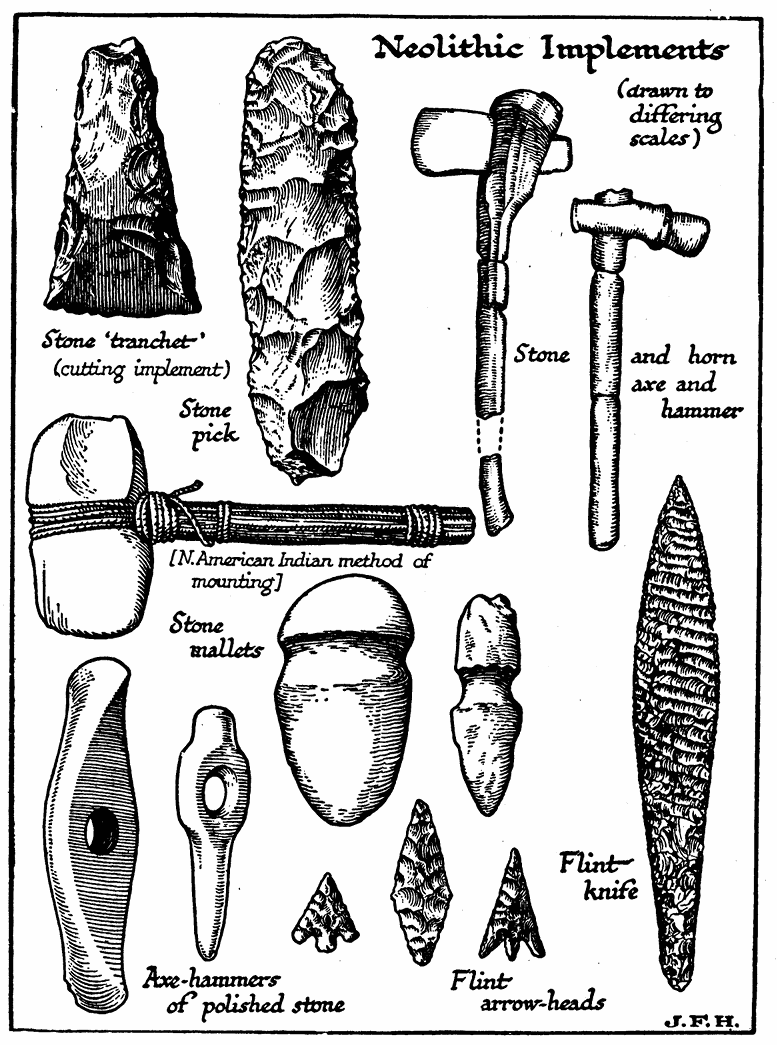 Neolithic Implements
(drawn to
differing
scales)
Stone 'tranchet'
(cutting implement)
Stone
pick
Stone and horn
axe and
hammer
[N. American Indian method of
mounting]
Stone
mallets
Flint
knife
Axe-hammers
of polished stone
Flint
arrow-heads
J.F.H.